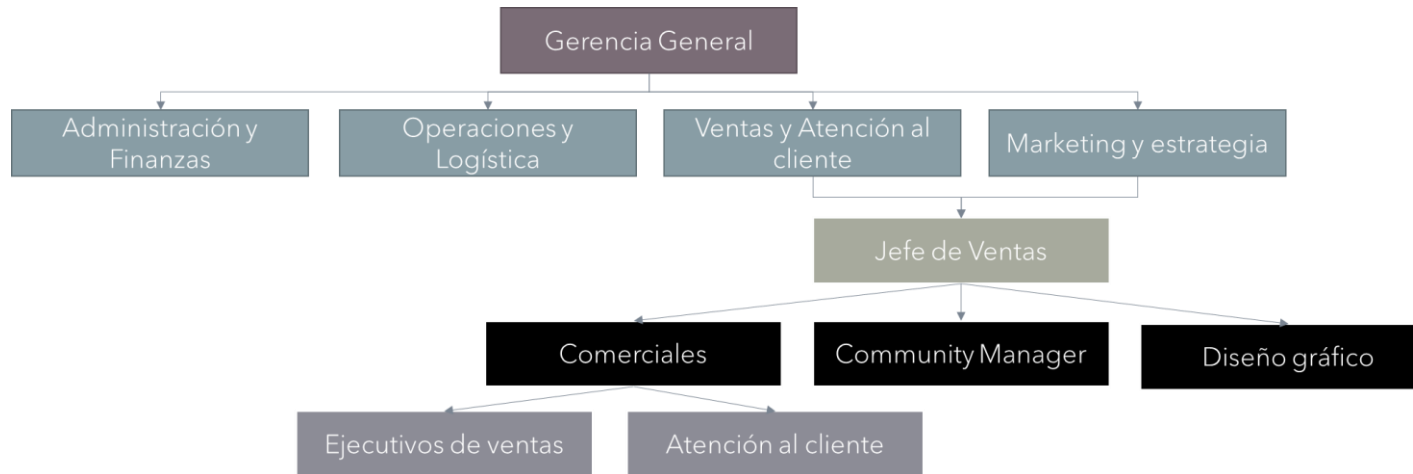 Gerencia General
Administración y
Finanzas
Operaciones y
Logística
Ventas y Atención al
cliente
Marketing y estrategia
Jefe de Ventas
Comerciales
Community Manager
Diseño gráfico
Ejecutivos de ventas
Atención al cliente